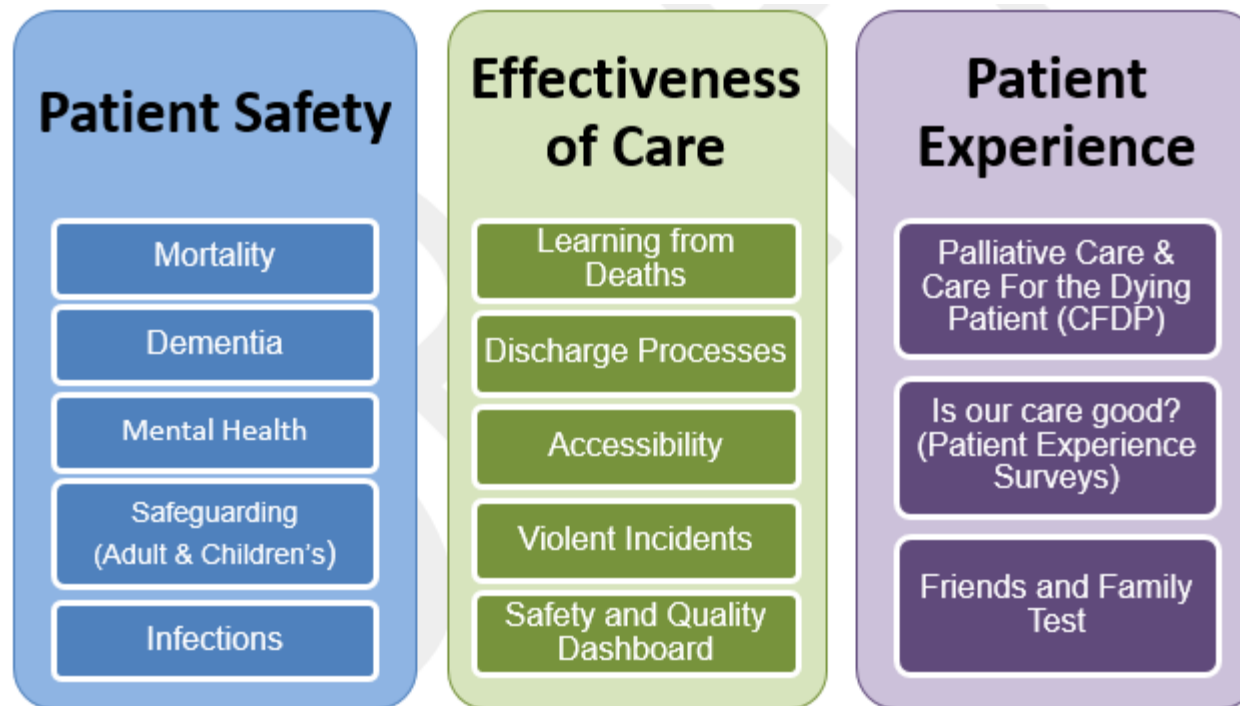 Patient Safety
Mortality
Dementia
Mental Health
Safeguarding
(Adult & Children's)
Infections
Effectiveness
of Care
Learning from
Deaths
Discharge Processes
Accessibility
Violent Incidents
Safety and Quality
Dashboard
Patient
Experience
Palliative Care &
Care For the Dying
Patient (CFDP)
Is our care good?
(Patient Experience
Surveys)
Friends and Family
Test